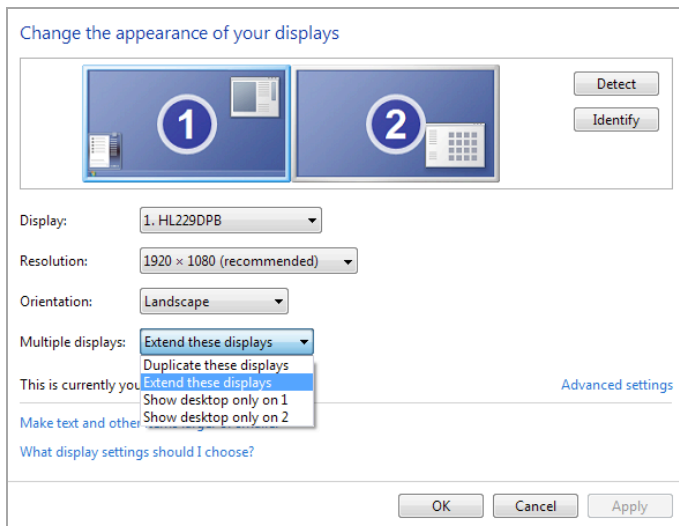 Change the appearance of your displays
1
2
Detect
Identify
Display:
1. HL229DPB
Resolution:
1920 × 1080 (recommended)
Orientation:
Landscape
Multiple displays:
Extend these displays
Duplicate these displays
Extend these displays
Show desktop only on 1
Show desktop only on 2
This is currently you
Advanced settings
Make text and othe
What display settings should I choose?
OK
Cancel
Apply